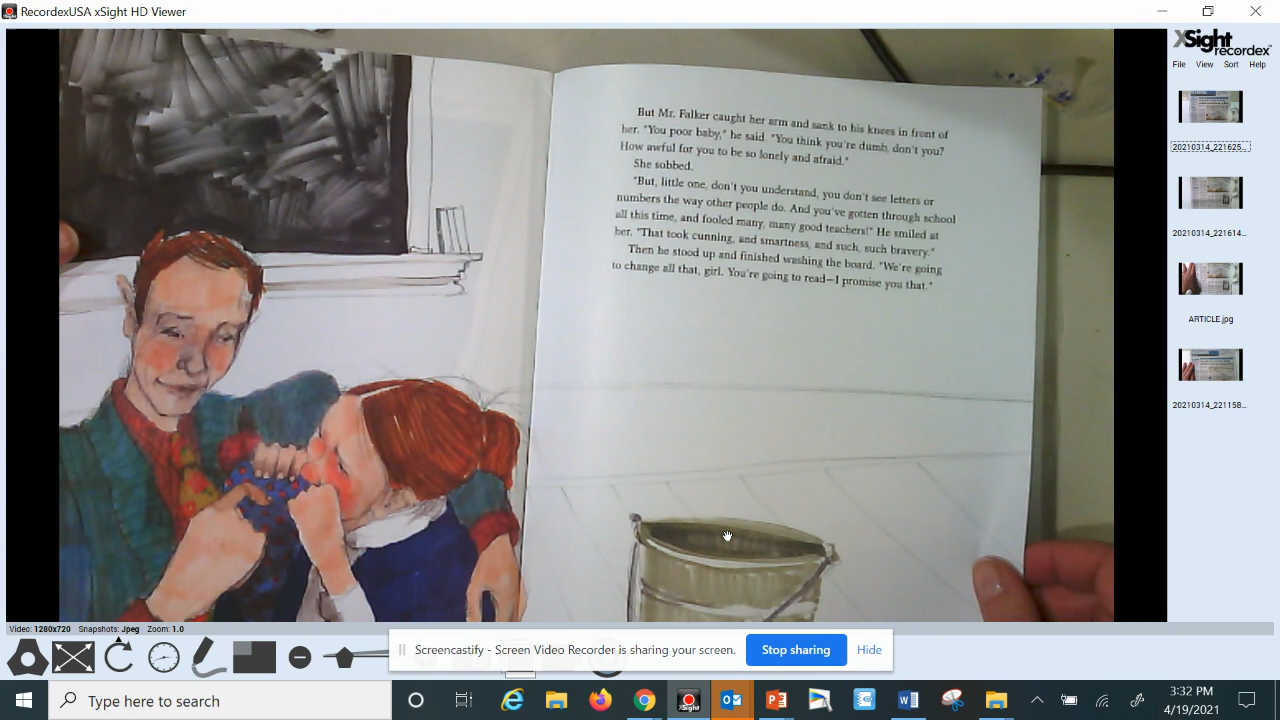 RecordexUSA xSight HD Viewer
XSight
recordex
File View Sort Help
But Mr. Falker caught her arm and sank to his knees in front of
her. "You poor baby," he said. "You think you're dumb, don't you?
How awful for you to be so lonely and afraid."
She sobbed.
"But, little one, don't you understand, you don't see letters or
numbers the way other people do. And you've gotten through school
all this time, and fooled many, many good teachers!" He smiled at
her. "That took cunning, and smartness, and such, such bravery."
Then he stood up and finished washing the board. "We're going
to change all that, girl. You're going to read—I promise you that."
20210314_221625...
20210314_221614...
ARTICLE.jpg
20210314_221158...
Video: 1280x720 Snapshots: Jpeg Zoom: 1.0
Screencastify - Screen Video Recorder is sharing your screen.
Stop sharing
Hide
Type here to search
3:32 PM
4/19/2021